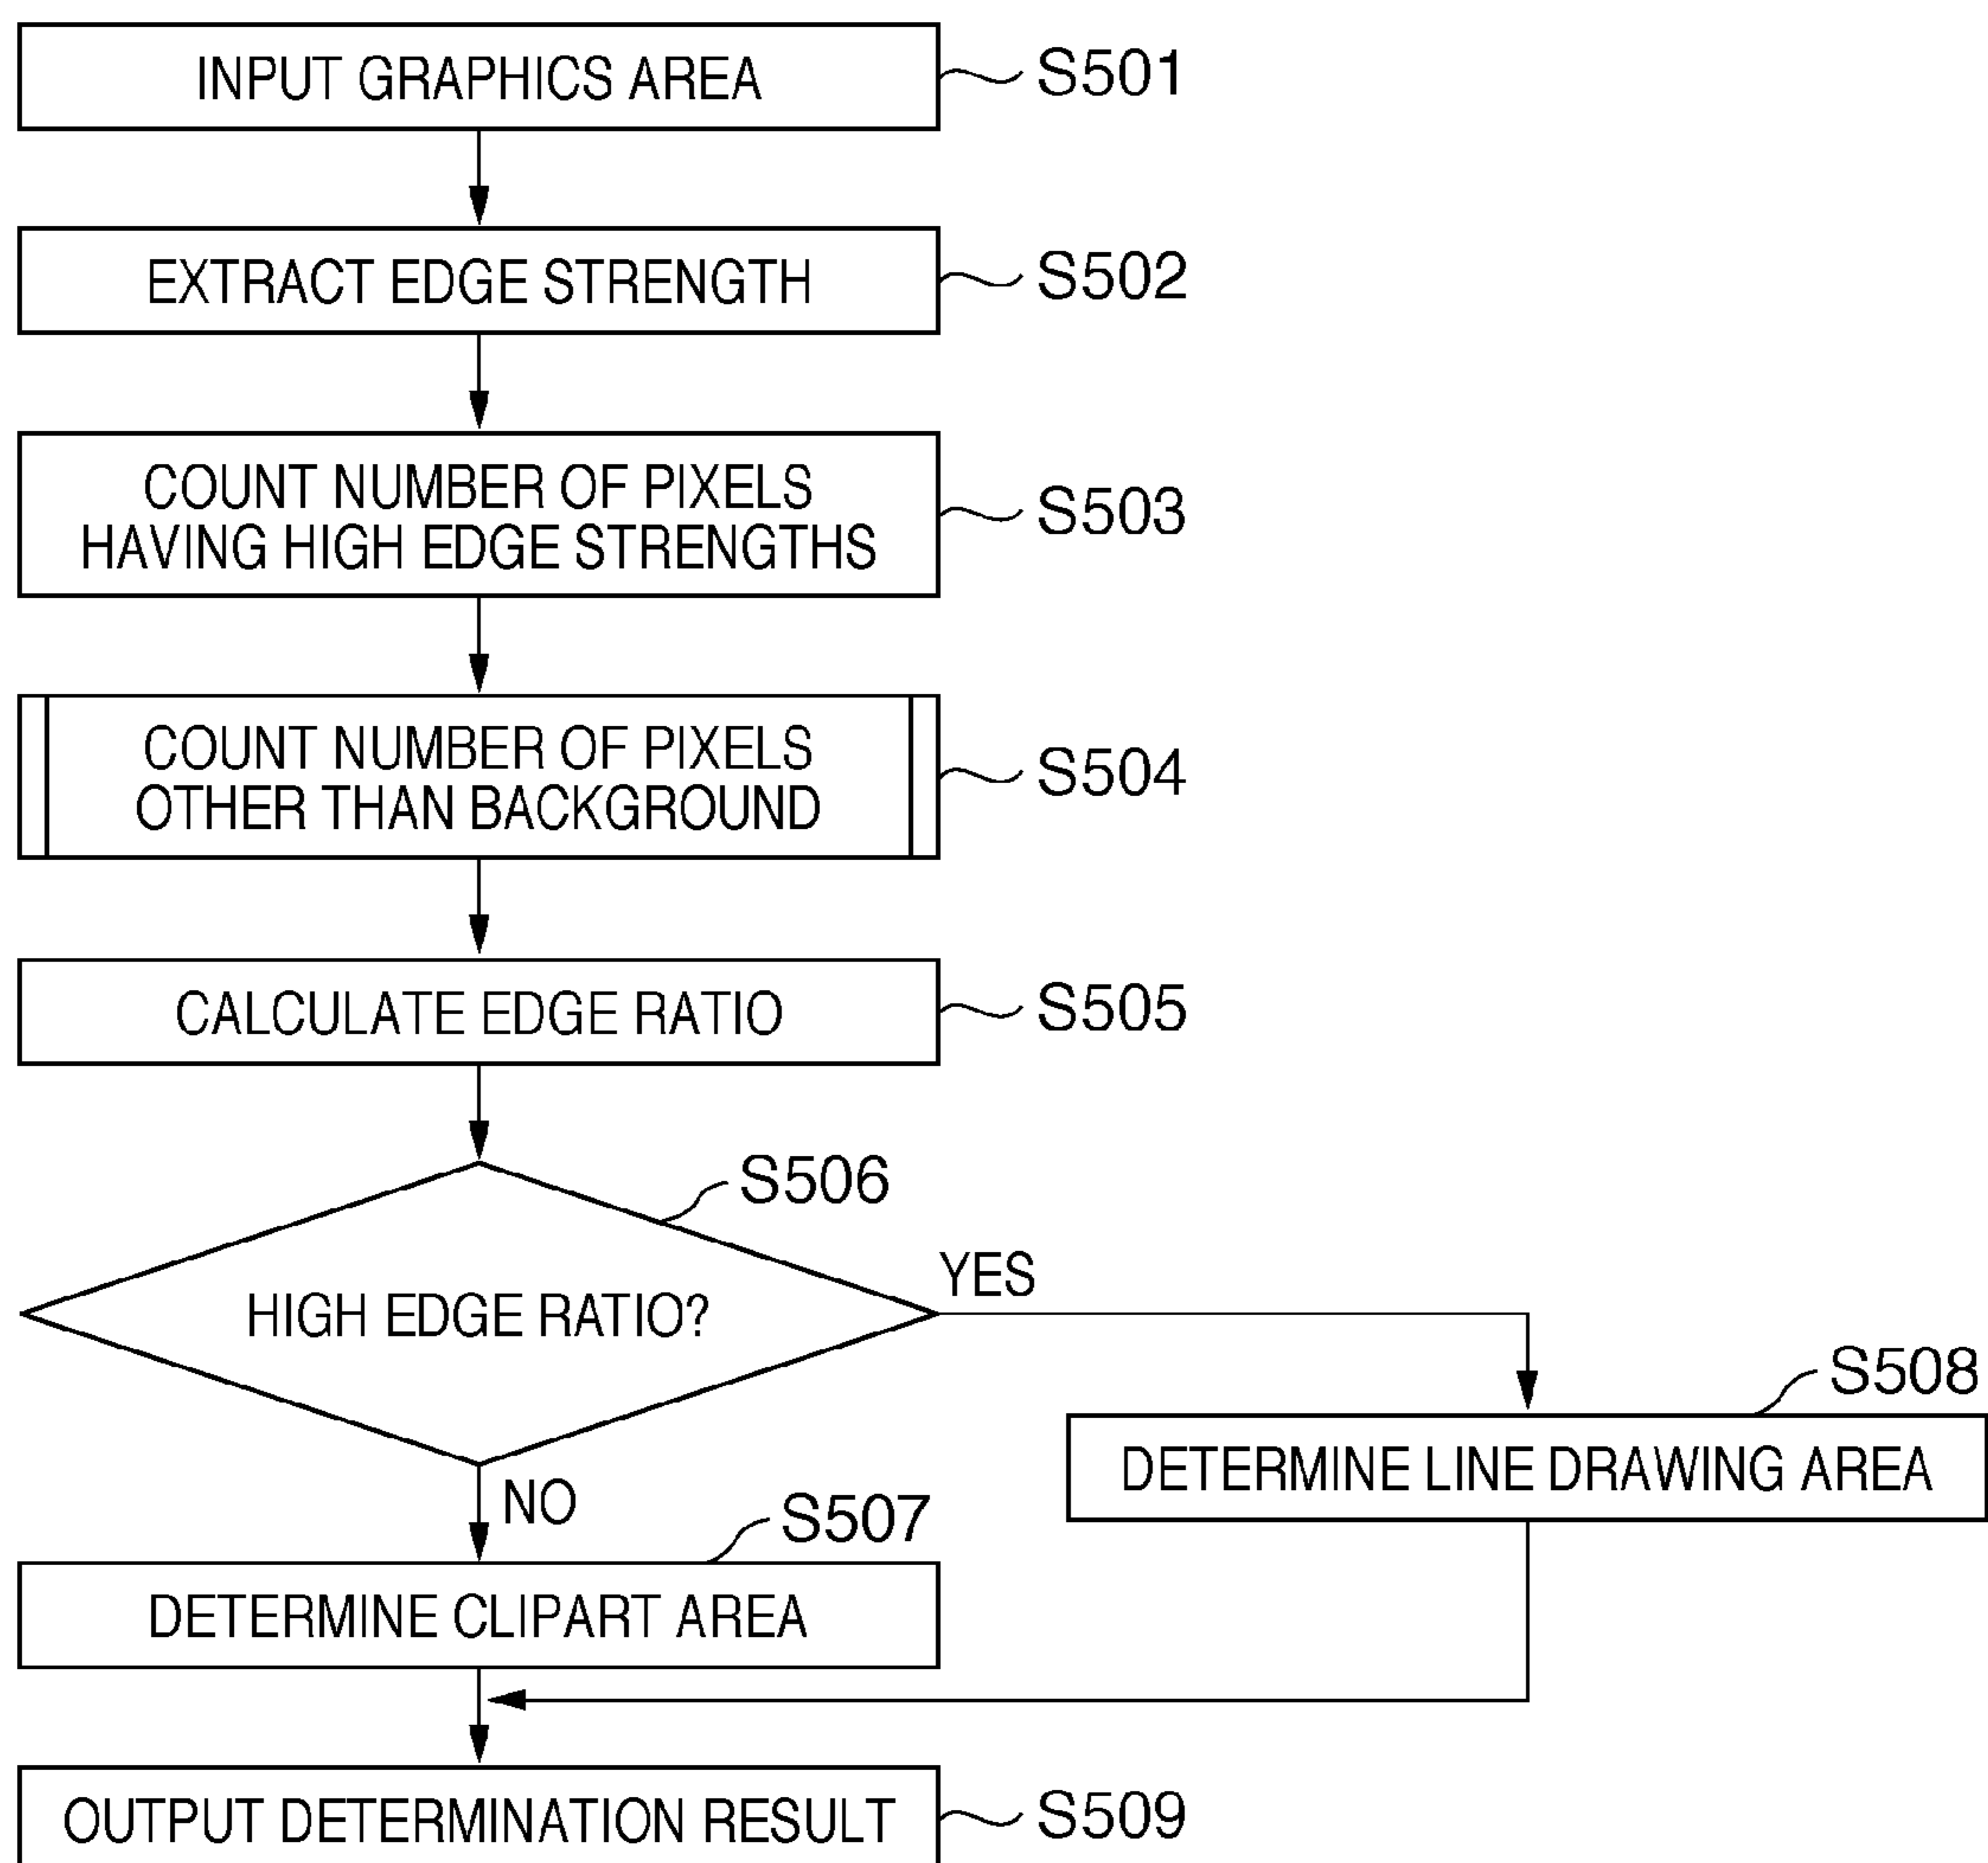 INPUT GRAPHICS AREA
S501
EXTRACT EDGE STRENGTH
S502
COUNT NUMBER OF PIXELS
HAVING HIGH EDGE STRENGTHS
S503
COUNT NUMBER OF PIXELS
OTHER THAN BACKGROUND
S504
CALCULATE EDGE RATIO
S505
S506
HIGH EDGE RATIO?
YES
NO
S508
DETERMINE LINE DRAWING AREA
S507
DETERMINE CLIPART AREA
OUTPUT DETERMINATION RESULT
S509